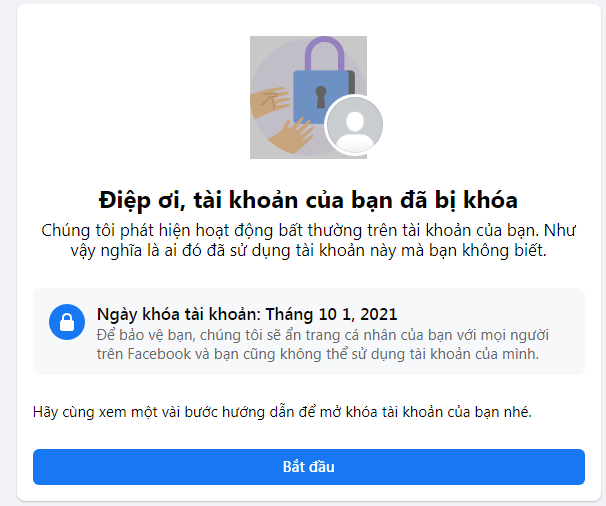 Điệp ơi, tài khoản của bạn đã bị khóa
Chúng tôi phát hiện hoạt động bất thường trên tài khoản của bạn. Như
vậy nghĩa là ai đó đã sử dụng tài khoản này mà bạn không biết.
Ngày khóa tài khoản: Tháng 10 1, 2021
Để bảo vệ bạn, chúng tôi sẽ ẩn trang cá nhân của bạn với mọi người
trên Facebook và bạn cũng không thể sử dụng tài khoản của mình.
Hãy cùng xem một vài bước hướng dẫn để mở khóa tài khoản của bạn nhé.
Bắt đầu